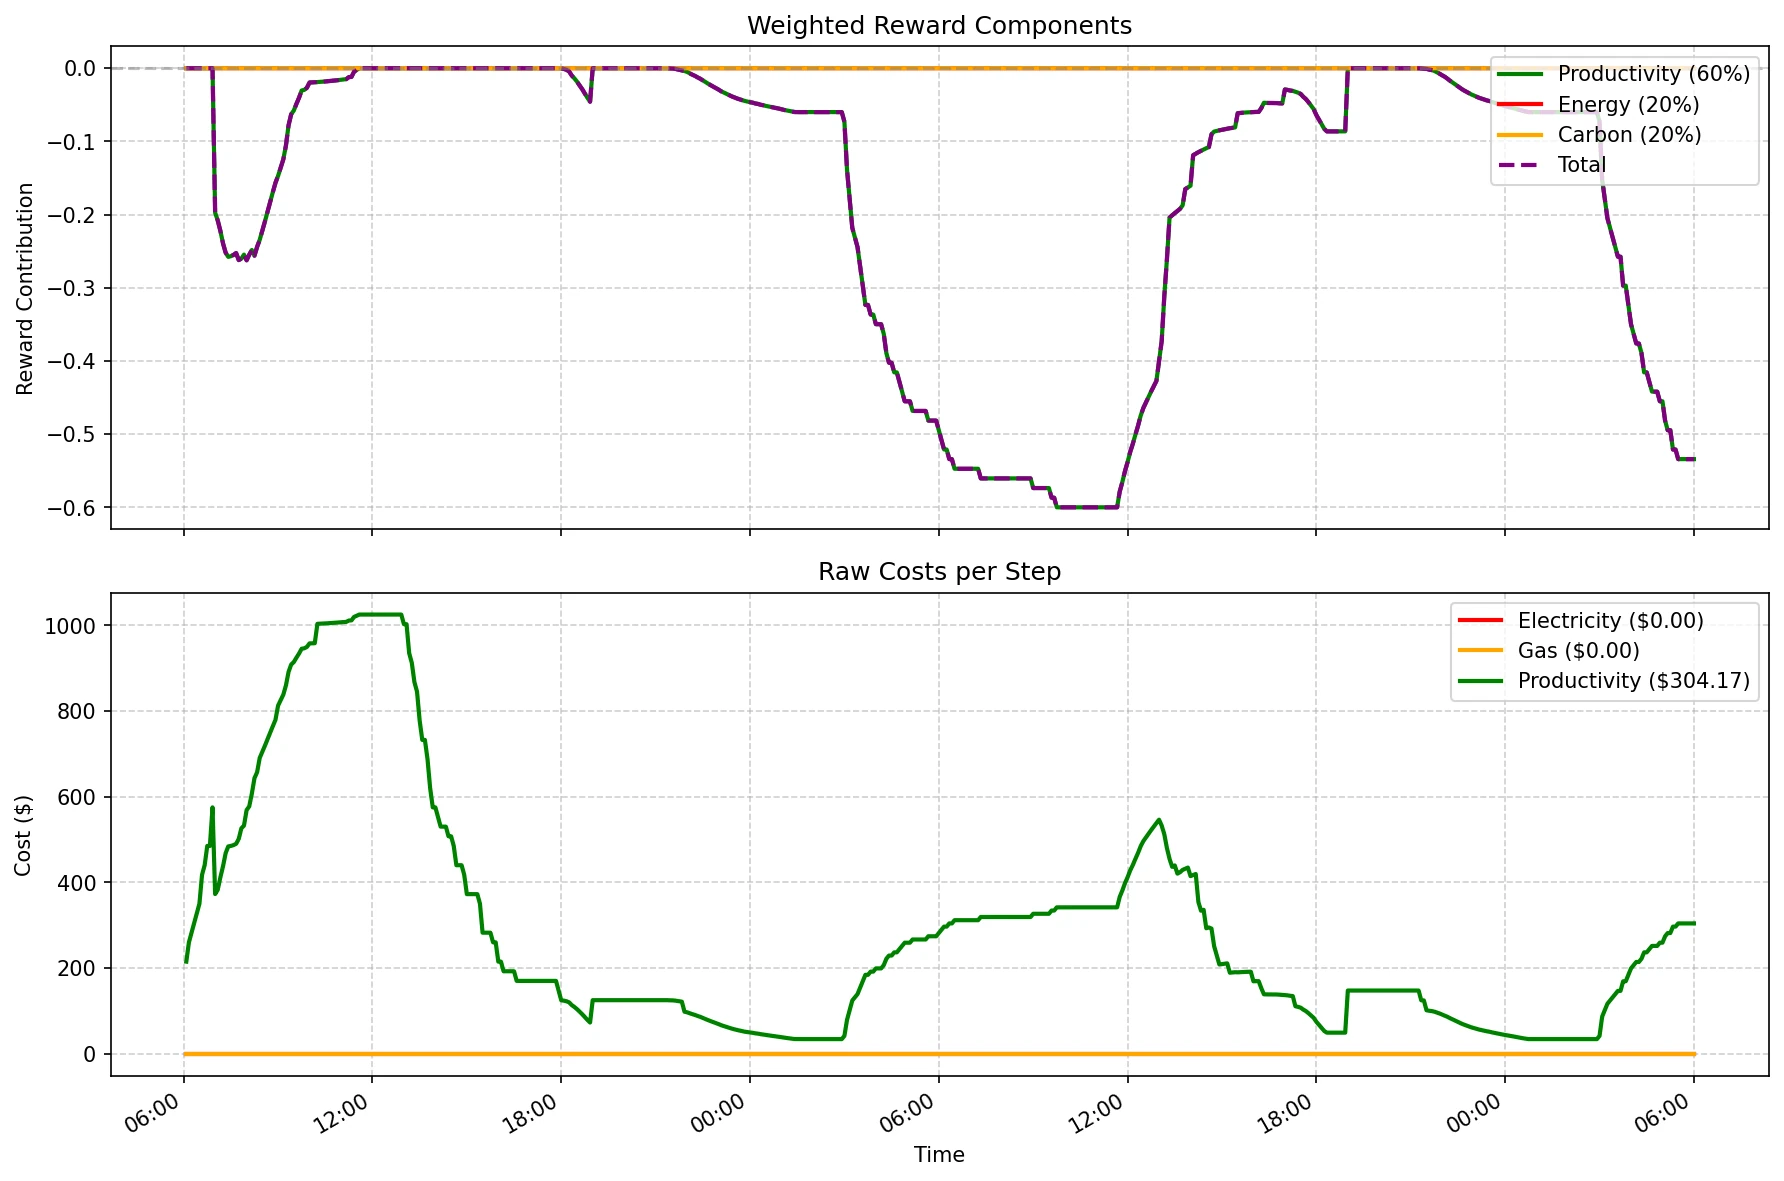 Weighted Reward Components
Reward Contribution
0.0
−0.1
−0.2
−0.3
−0.4
−0.5
−0.6
Productivity (60%)
Energy (20%)
Carbon (20%)
Total
Raw Costs per Step
Cost ($)
1000
800
600
400
200
0
Electricity ($0.00)
Gas ($0.00)
Productivity ($304.17)
06:00 12:00 18:00 00:00 06:00 12:00 18:00 00:00 06:00
Time